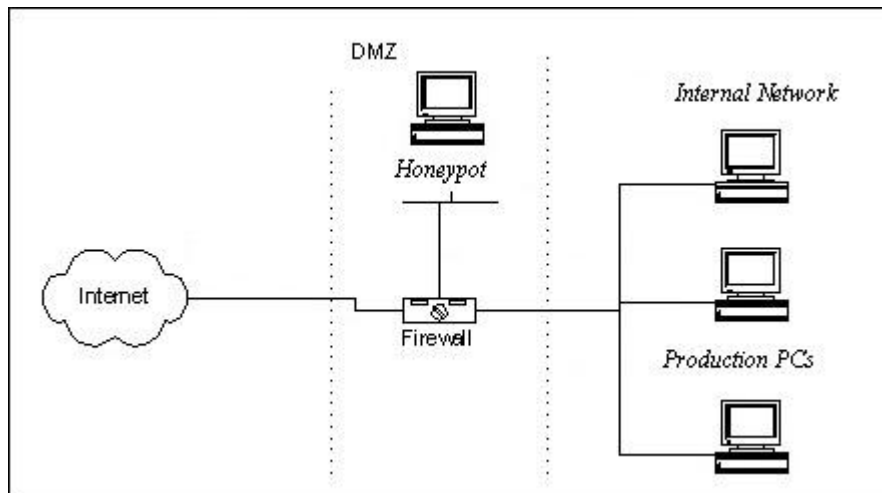 DMZ
Internal Network
Honeypot
Internet
Firewall
Production PCs